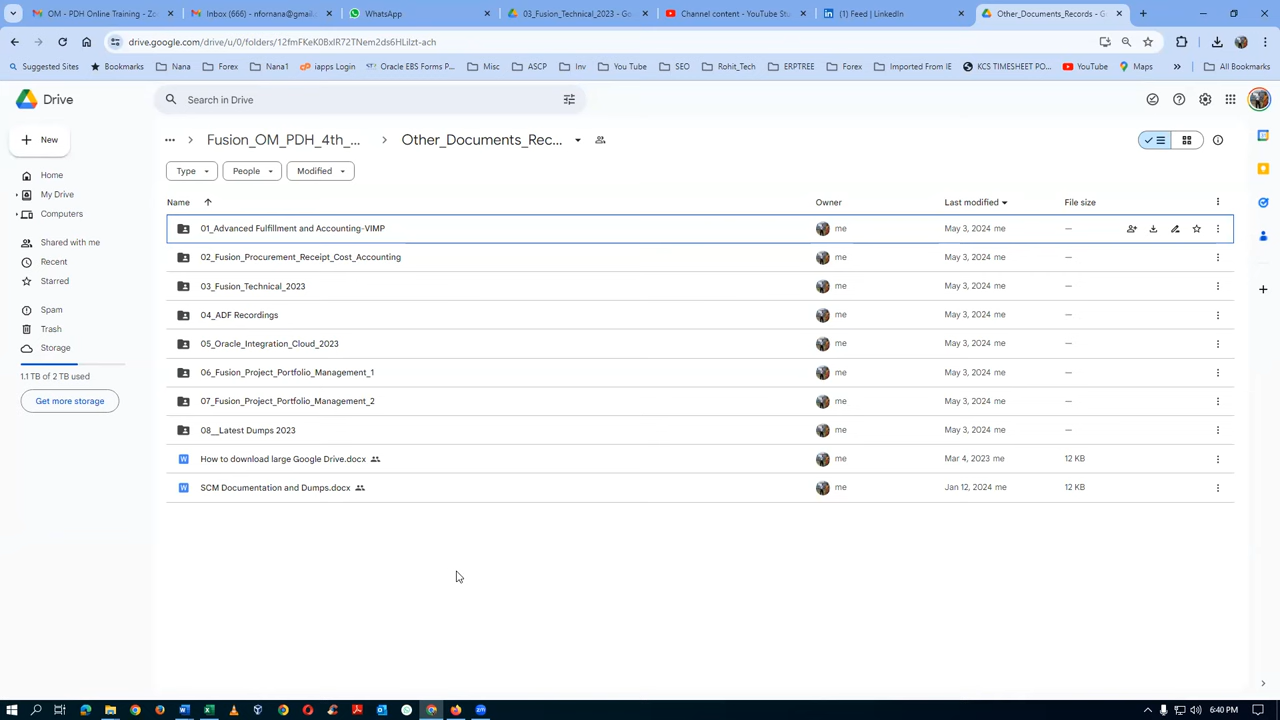 OM - PDH Online Training - Zo
Inbox (666) - nfornana@gmail.
WhatsApp
03_Fusion_Technical_2023 - Go
Channel content - YouTube Stu
(1) Feed | LinkedIn
Other_Documents_Records - G
drive.google.com/drive/u/0/folders/12fmFKeK0BxlR72TNem2ds6HLilzt-ach
Suggested Sites
Bookmarks
Forex
Nana1
iapps Login
Oracle EBS Forms P...
Misc
ASCP
Inv
You Tube
SEO
Rohit_Tech
ERPTREE
Forex
Imported From IE
KCS TIMESHEET PO...
YouTube
Maps
»
All Bookmarks
Drive
Search in Drive
New
Fusion_OM_PDH_4th_...
Other_Documents_Rec...
Home
My Drive
Computers
Shared with me
Recent
Starred
Spam
Trash
Storage
1.1 TB of 2 TB used
Get more storage
Type
People
Modified
Name
Owner
Last modified
File size
01_Advanced Fulfillment and Accounting-VIMP me May 3, 2024 me —
02_Fusion_Procurement_Receipt_Cost_Accounting me May 3, 2024 me —
03_Fusion_Technical_2023 me May 3, 2024 me —
04_ADF Recordings me May 3, 2024 me —
05_Oracle_Integration_Cloud_2023 me May 3, 2024 me —
06_Fusion_Project_Portfolio_Management_1 me May 3, 2024 me —
07_Fusion_Project_Portfolio_Management_2 me May 3, 2024 me —
08__Latest Dumps 2023 me May 3, 2024 me —
How to download large Google Drive.docx me Mar 4, 2023 me 12 KB
SCM Documentation and Dumps.docx me Jan 12, 2024 me 12 KB
6:40 PM